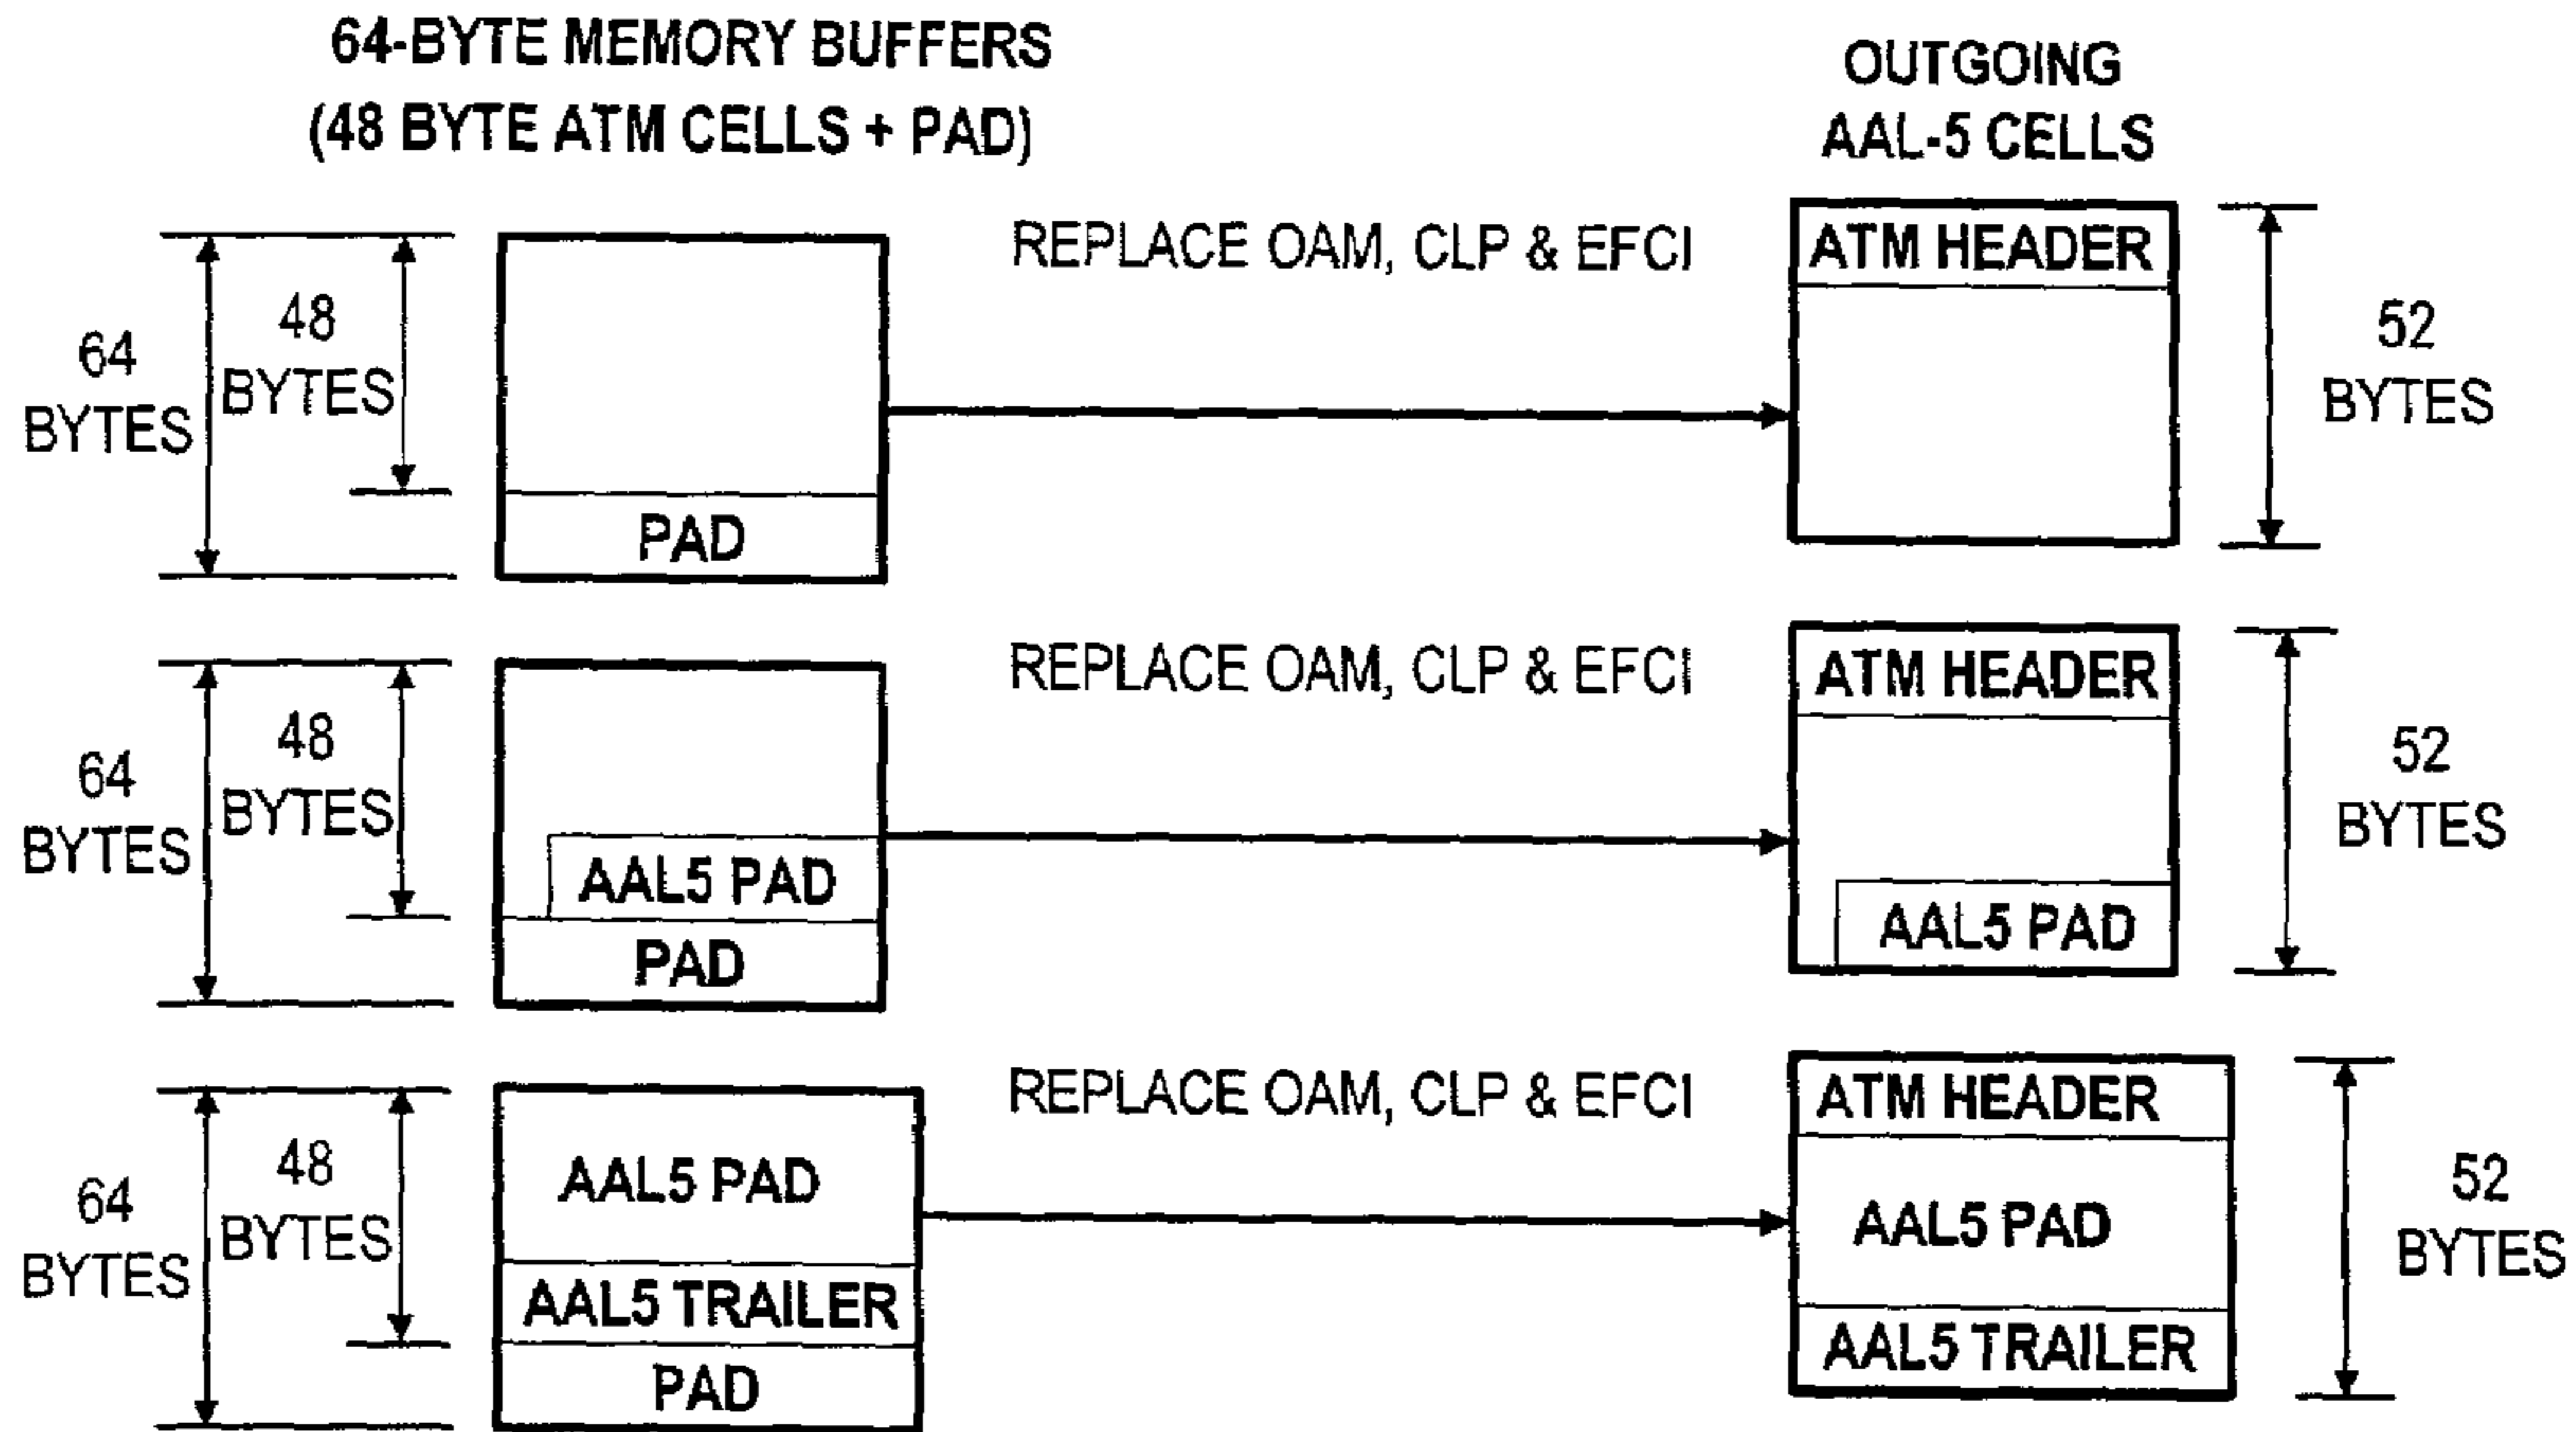 64-BYTE MEMORY BUFFERS
(48 BYTE ATM CELLS + PAD)
OUTGOING
AAL-5 CELLS
64
BYTES
48
BYTES
PAD
REPLACE OAM, CLP & EFCI
ATM HEADER
52
BYTES
64
BYTES
48
BYTES
AAL5 PAD
PAD
REPLACE OAM, CLP & EFCI
ATM HEADER
AAL5 PAD
52
BYTES
64
BYTES
48
BYTES
AAL5 PAD
AAL5 TRAILER
PAD
REPLACE OAM, CLP & EFCI
ATM HEADER
AAL5 PAD
AAL5 TRAILER
52
BYTES